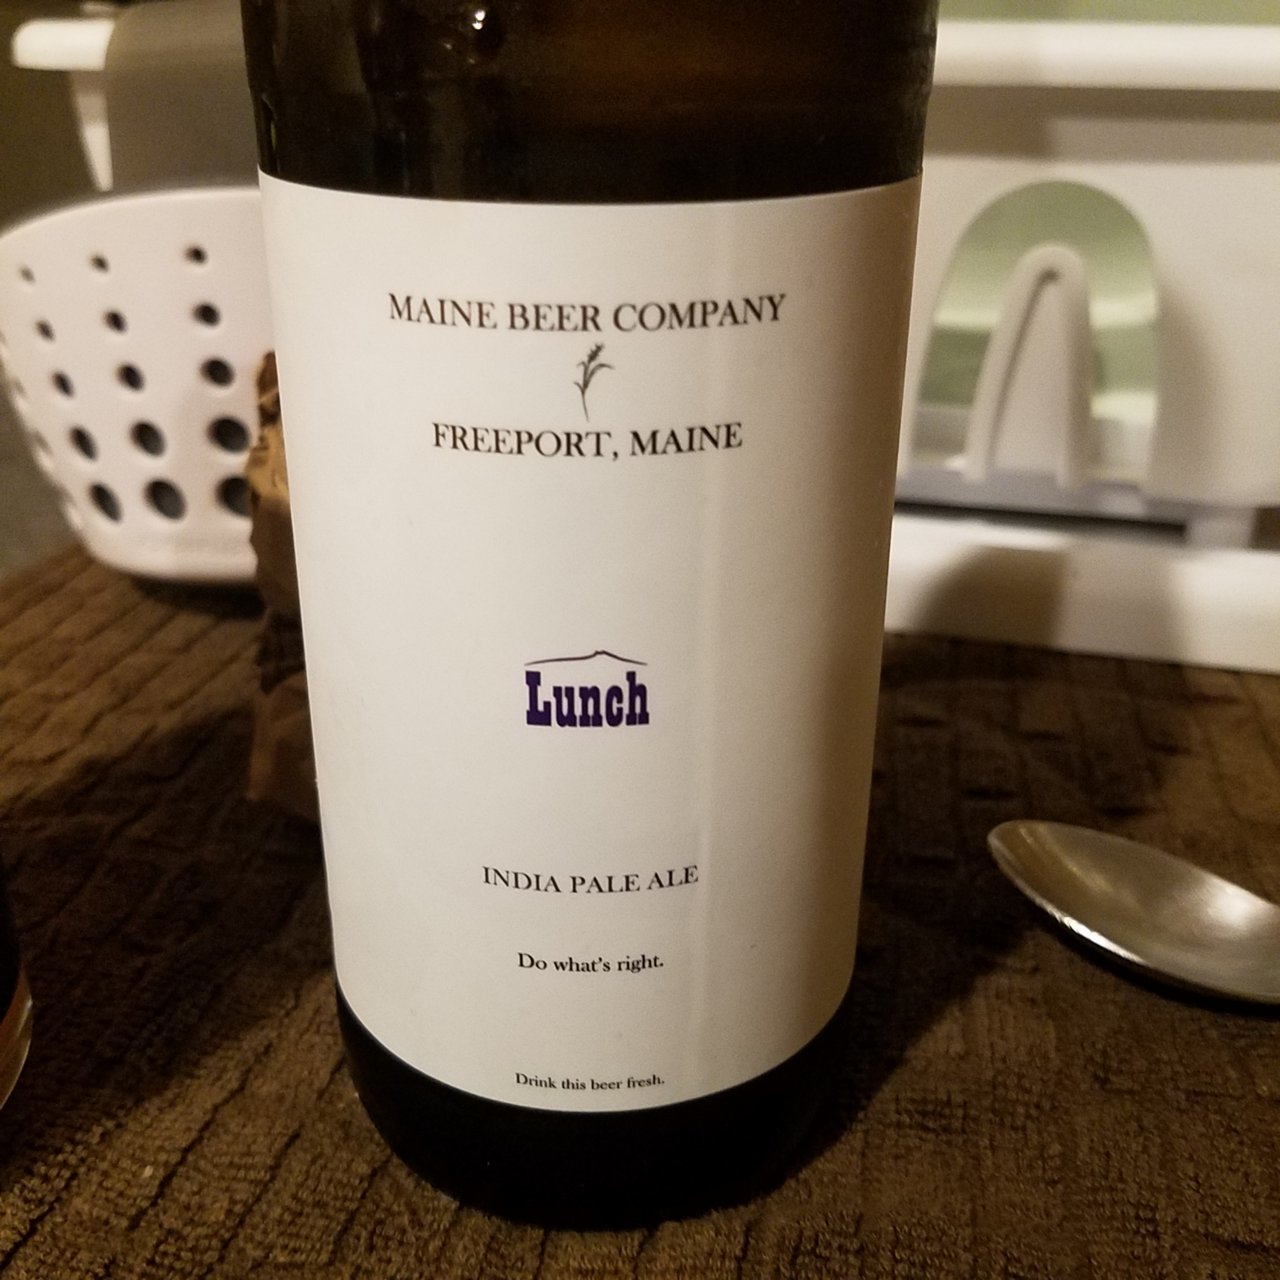 MAINE BEER COMPANY
FREEPORT, MAINE
Lunch
INDIA PALE ALE
Do what's right.
Drink this beer fresh.